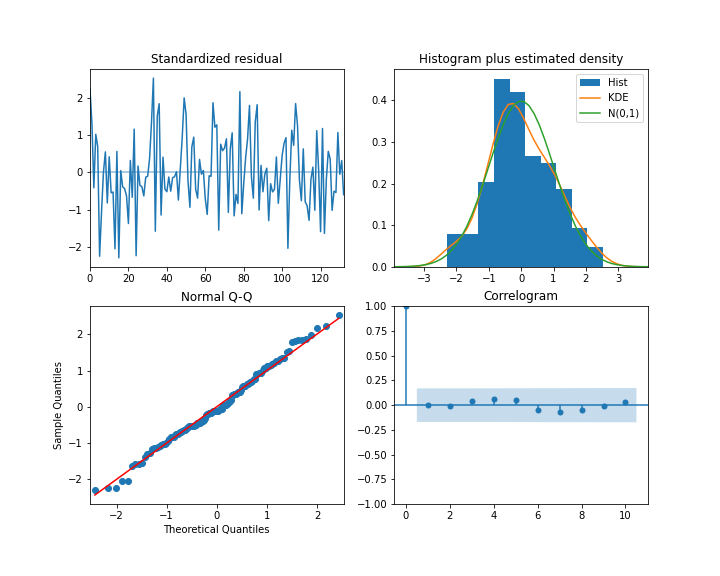 Standardized residual
2
1
0
−1
−2
0 20 40 60 80 100 120
Histogram plus estimated density
Hist
KDE
N(0,1)
0.4
0.3
0.2
0.1
0.0
−3 −2 −1 0 1 2 3
Normal Q-Q
Sample Quantiles
2
1
0
−1
−2
−2 −1 0 1 2
Theoretical Quantiles
Correlogram
1.00
0.75
0.50
0.25
0.00
−0.25
−0.50
−0.75
−1.00
0 2 4 6 8 10